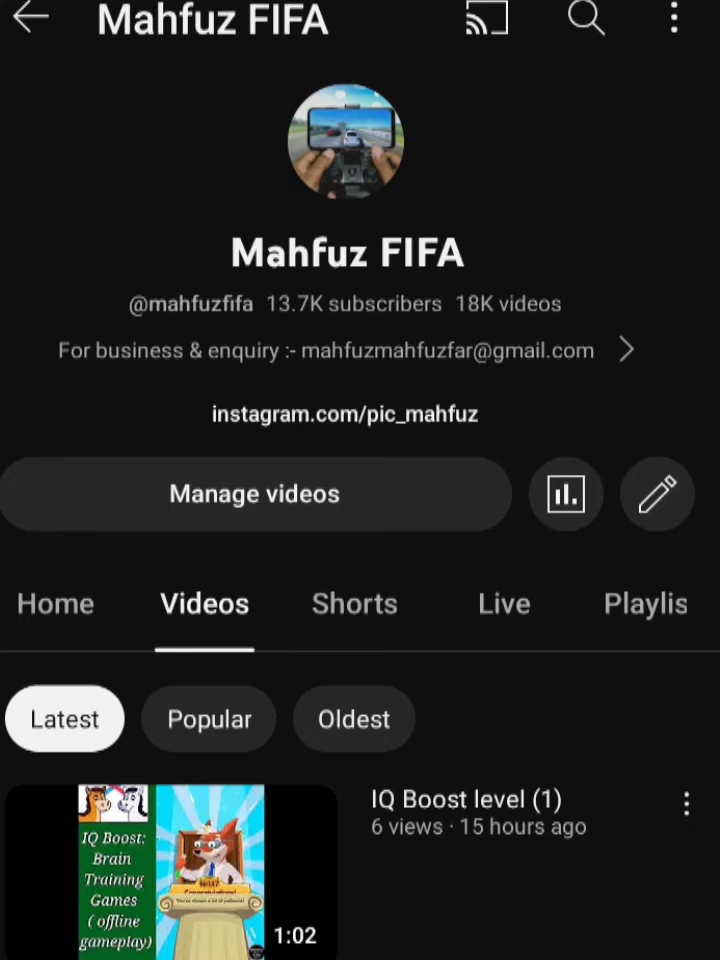 Mahfuz FIFA
Mahfuz FIFA
@mahfuzfifa 13.7K subscribers 18K videos
For business & enquiry :- mahfuzmahfuzfar@gmail.com
instagram.com/pic_mahfuz
Manage videos
Home Videos Shorts Live Playlis
Latest Popular Oldest
IQ Boost level (1)
6 views · 15 hours ago
IQ Boost:
Brain
Training
Games
( offline
gameplay)
1:02